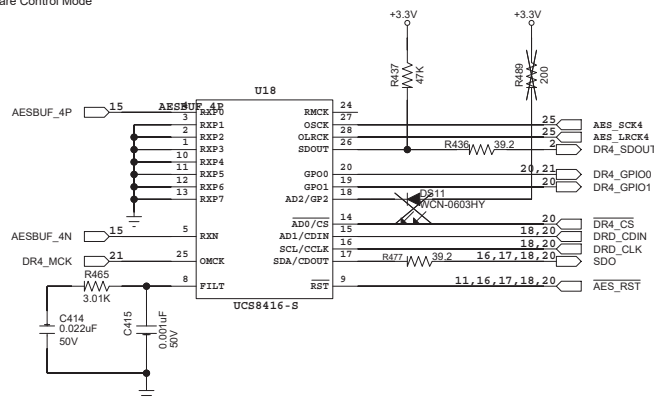 are Control Mode
+3.3V
+3.3V
R437
47K
R489
200
U18
AESBUF_4P
15
AESBUF_4P
4
RXP0
3
RXP1
2
RXP2
1
RXP3
10
RXP4
11
RXP5
12
RXP6
13
RXP7
AESBUF_4N
15
5
RXN
DR4_MCK
21
25
OMCK
R465
3.01K
8
FILT
C414
0.022uF
50V
C415
0.001uF
50V
RMCK
24
OSCK
27
25
AES_SCK4
OLRCK
28
25
AES_LRCK4
SDOUT
26
R436
39.2
2
DR4_SDOUT
GPO0
20
20,21
DR4_GPIO0
GPO1
19
20
DR4_GPIO1
AD2/GP2
18
DS11
WCN-0603HY
AD0/CS
14
20
DR4_CS
AD1/CDIN
15
18,20
DRD_CDIN
SCL/CCLK
16
18,20
DRD_CLK
SDA/CDOUT
17
R477
39.2
16,17,18,20
SDO
RST
9
11,16,17,18,20
AES_RST
UCS8416-S